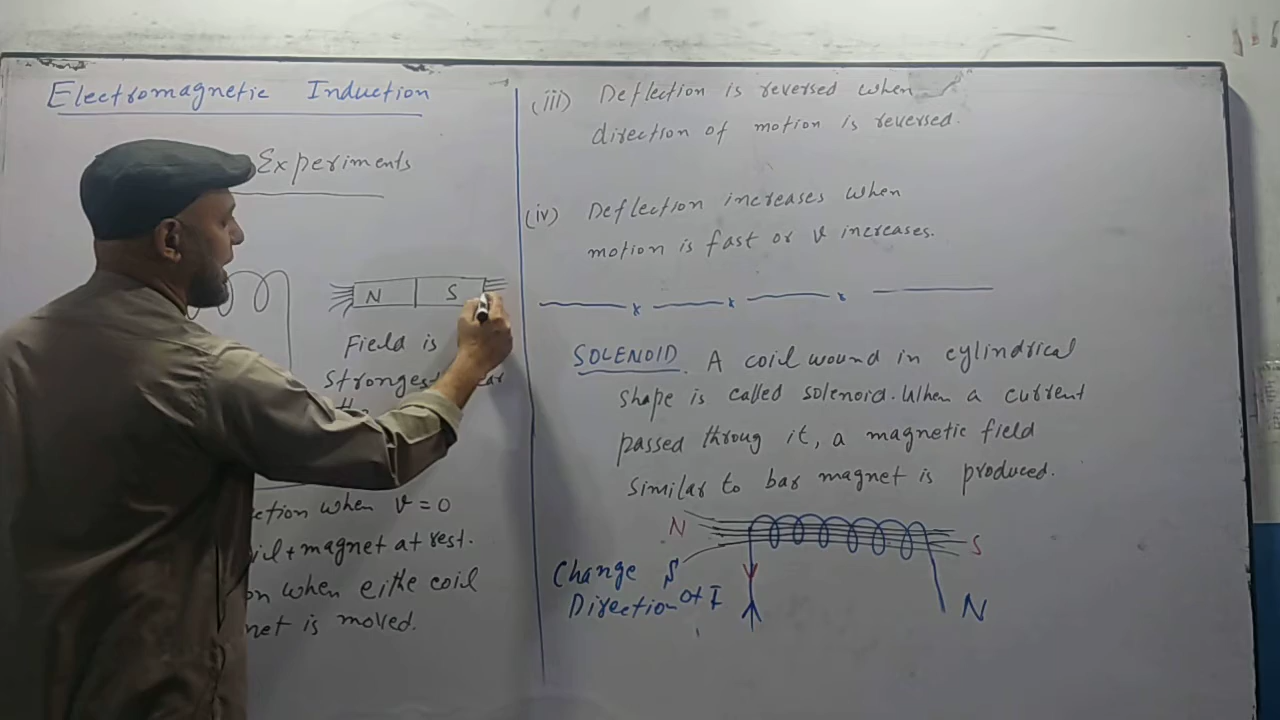 Electromagnetic Induction
Experiments
N S
Field is
Strongest
ction when v = 0
oil + magnet at rest.
on when eithe coil
net is moved.
(iii) Deflection is reversed when
direction of motion is reversed.
(iv) Deflection increases when
motion is fast or v increases.
SOLENOID. A coil wound in cylindrical
shape is called solenoid. When a current
passed throug it, a magnetic field
Similar to bar magnet is produced.
N S
Change S
Direction of I N